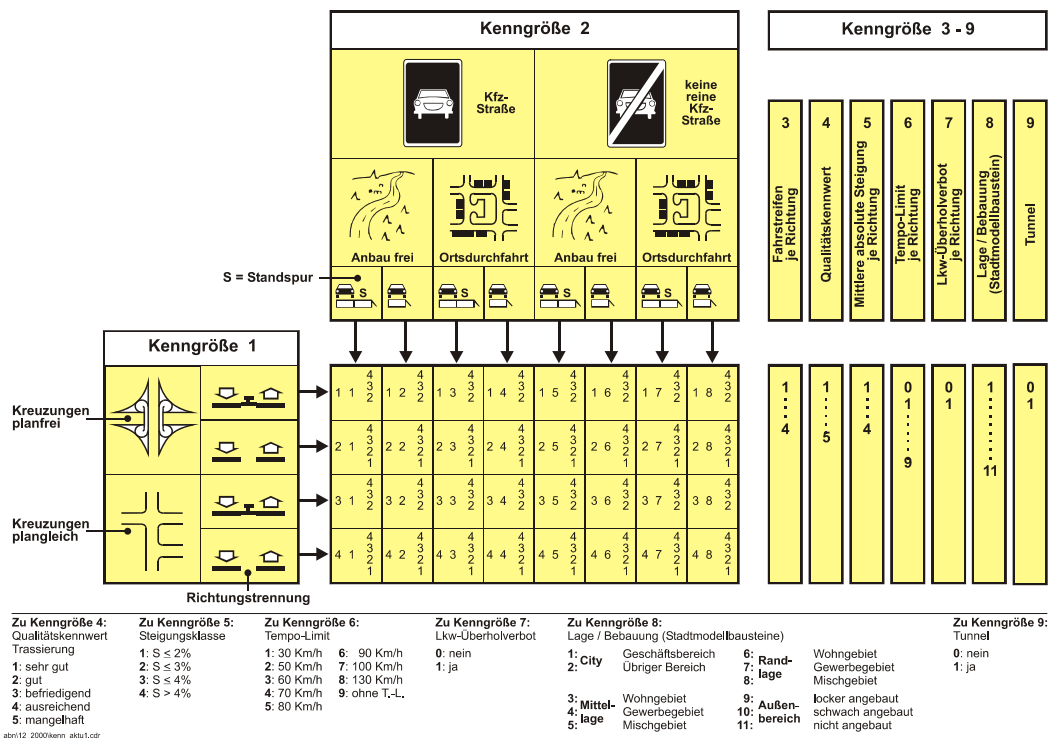 Kenngröße 2
Kenngröße 3 - 9
Kfz-
Straße
keine
reine
Kfz-
Straße
Anbau frei
Ortsdurchfahrt
Anbau frei
Ortsdurchfahrt
S = Standspur
S
S
S
S
3
Fahrstreifen
je Richtung
4
Qualitätskennwert
5
Mittlere absolute Steigung
je Richtung
6
Tempo-Limit
je Richtung
7
Lkw-Überholverbot
je Richtung
8
Lage / Bebauung
(Stadtmodellbaustein)
9
Tunnel
Kenngröße 1
Kreuzungen
planfrei
Kreuzungen
plangleich
Richtungstrennung
1 1 4 3 2 1 2 4 3 2 1 3 4 3 2 1 4 4 3 2 1 5 4 3 2 1 6 4 3 2 1 7 4 3 2 1 8 4 3 2
2 1 4 3 2 1 2 2 4 3 2 1 2 3 4 3 2 1 2 4 4 3 2 1 2 5 4 3 2 1 2 6 4 3 2 1 2 7 4 3 2 1 2 8 4 3 2 1
3 1 4 3 2 3 2 4 3 2 3 3 4 3 2 3 4 4 3 2 3 5 4 3 2 3 6 4 3 2 3 7 4 3 2 3 8 4 3 2
4 1 4 3 2 1 4 2 4 3 2 1 4 3 4 3 2 1 4 4 4 3 2 1 4 5 4 3 2 1 4 6 4 3 2 1 4 7 4 3 2 1 4 8 4 3 2 1
1 4
1 5
1 4
0 1 9
0 1
1 11
0 1
Zu Kenngröße 4:
Qualitätskennwert
Trassierung
1: sehr gut
2: gut
3: befriedigend
4: ausreichend
5: mangelhaft
Zu Kenngröße 5:
Steigungsklasse
1: S ≤ 2%
2: S ≤ 3%
3: S ≤ 4%
4: S > 4%
Zu Kenngröße 6:
Tempo-Limit
1: 30 Km/h 6: 90 Km/h
2: 50 Km/h 7: 100 Km/h
3: 60 Km/h 8: 130 Km/h
4: 70 Km/h 9: ohne T.-L.
5: 80 Km/h
Zu Kenngröße 7:
Lkw-Überholverbot
0: nein
1: ja
Zu Kenngröße 8:
Lage / Bebauung (Stadtmodellbausteine)
1: City Geschäftsbereich
2: Übriger Bereich
3: Mittel- Wohngebiet
4: lage Gewerbegebiet
5: Mischgebiet
6: Rand- Wohngebiet
7: lage Gewerbegebiet
8: Mischgebiet
9: Außen- locker angebaut
10: bereich schwach angebaut
11: nicht angebaut
Zu Kenngröße 9:
Tunnel
0: nein
1: ja
abn\12_2000\kenn_aktu1.cdr